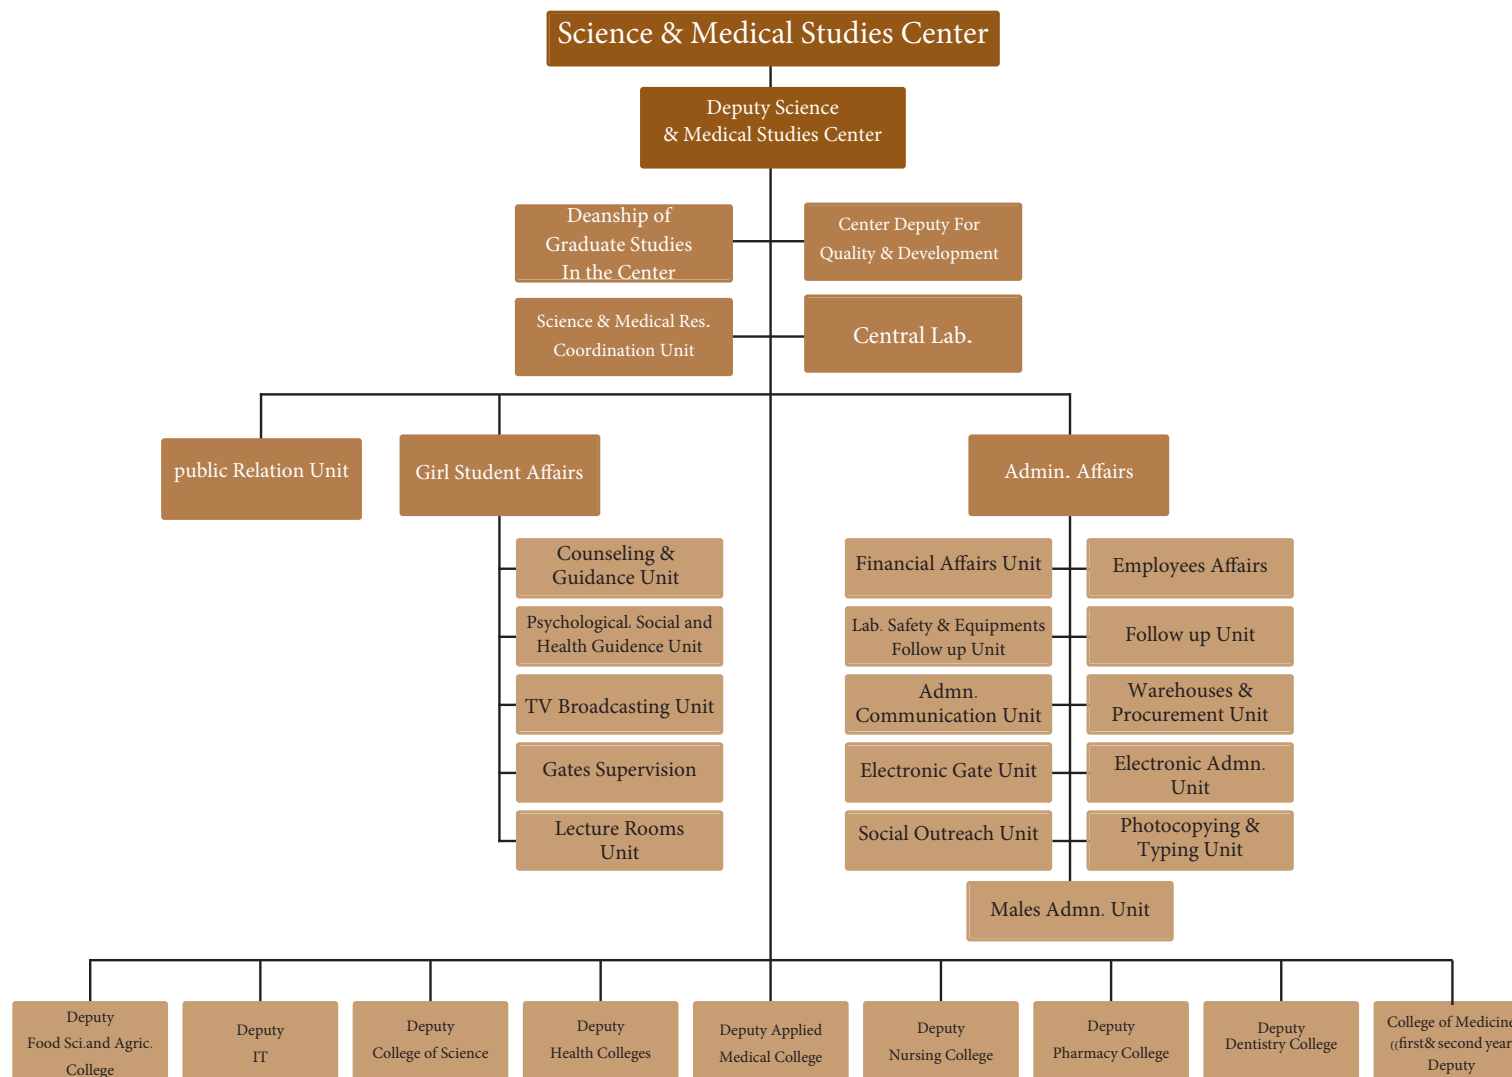 Science & Medical Studies Center
Deputy Science
& Medical Studies Center
Deanship of
Graduate Studies
In the Center
Center Deputy For
Quality & Development
Science & Medical Res.
Coordination Unit
Central Lab.
public Relation Unit
Girl Student Affairs
Admin. Affairs
Counseling &
Guidance Unit
Psychological. Social and
Health Guidence Unit
TV Broadcasting Unit
Gates Supervision
Lecture Rooms
Unit
Financial Affairs Unit
Employees Affairs
Lab. Safety & Equipments
Follow up Unit
Follow up Unit
Admn.
Communication Unit
Warehouses &
Procurement Unit
Electronic Gate Unit
Electronic Admn.
Unit
Social Outreach Unit
Photocopying &
Typing Unit
Males Admn. Unit
Deputy
Food Sci.and Agric.
College
Deputy
IT
Deputy
College of Science
Deputy
Health Colleges
Deputy Applied
Medical College
Deputy
Nursing College
Deputy
Pharmacy College
Deputy
Dentistry College
College of Medicine
((first& second year
Deputy